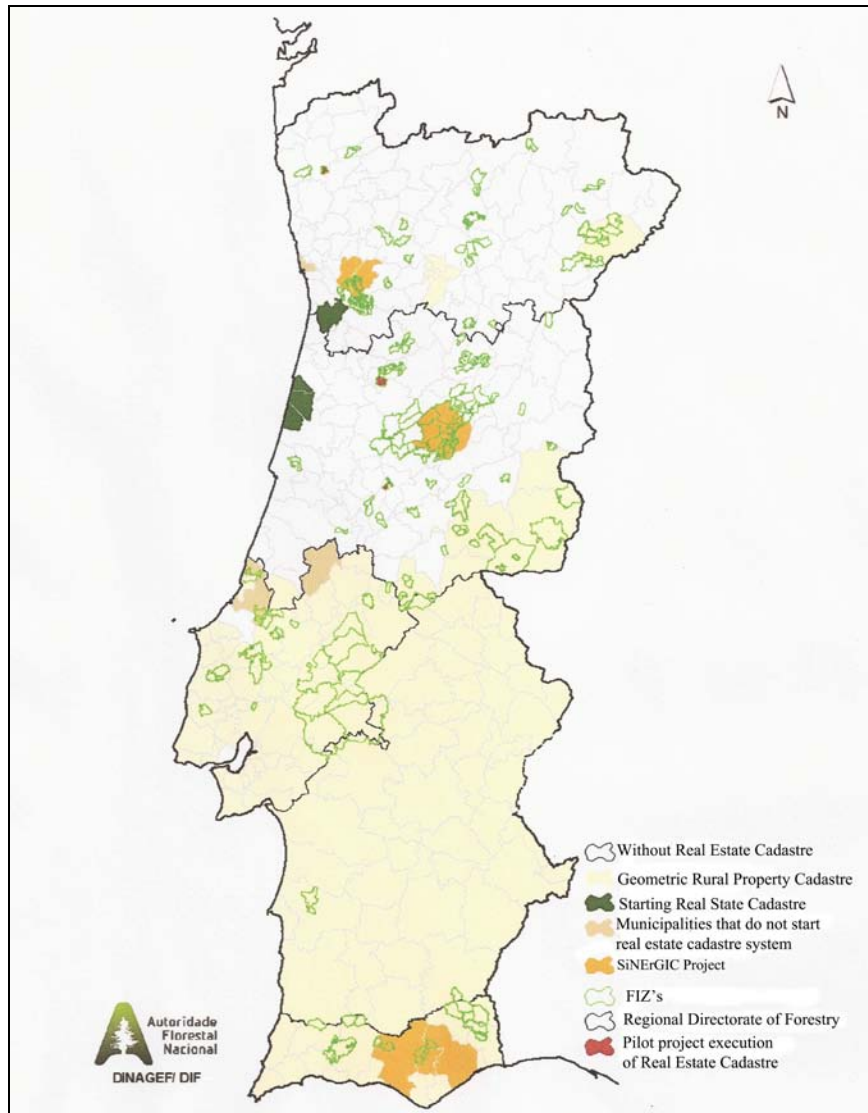 N
Without Real Estate Cadastre
Geometric Rural Property Cadastre
Starting Real State Cadastre
Municipalities that do not start
real estate cadastre system
SiNErGIC Project
FIZ's
Regional Directorate of Forestry
Pilot project execution
of Real Estate Cadastre
Autoridade
Florestal
Nacional
DINAGEF/ DIF